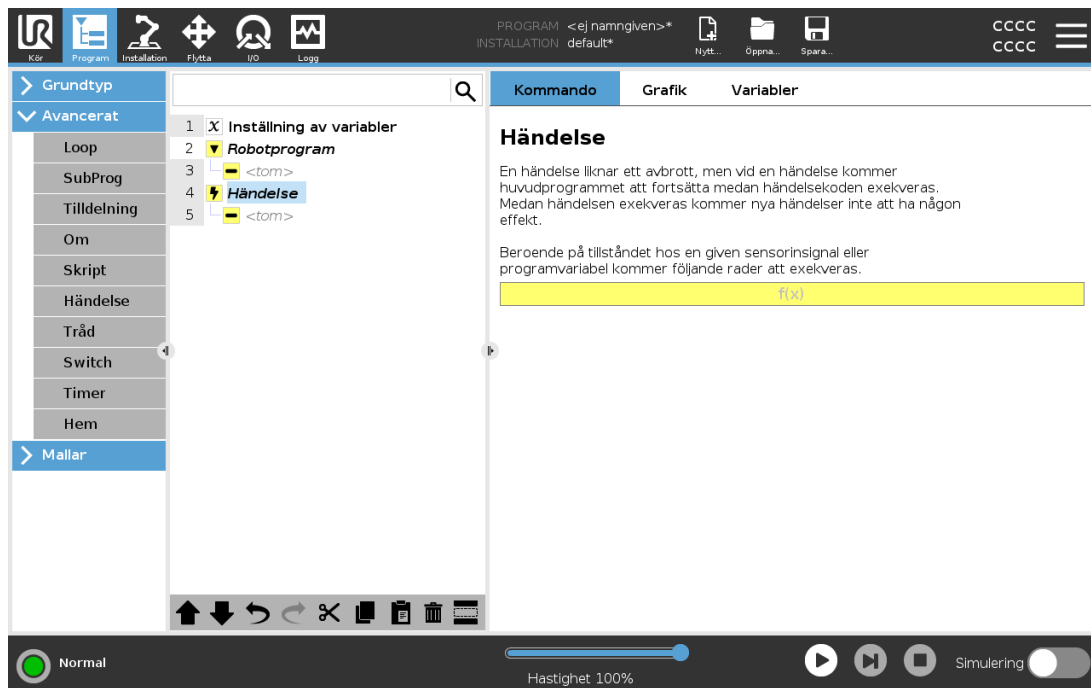 PROGRAM <ej namngiven>*
INSTALLATION default*
CCCC
CCCC
Kör
Program
Installation
Flytta
I/O
Logg
Nytt...
Öppna...
Spara...
Grundtyp
Avancerat
Loop
SubProg
Tilldelning
Om
Skript
Händelse
Tråd
Switch
Timer
Hem
Mallar
1 X Inställning av variabler
2 Robotprogram
3 <tom>
4 Händelse
5 <tom>
Kommando Grafik Variabler
Händelse
En händelse liknar ett avbrott, men vid en händelse kommer
huvudprogrammet att fortsätta medan händelsekoden exekveras.
Medan händelsen exekveras kommer nya händelser inte att ha någon
effekt.
Beroende på tillståndet hos en given sensorinsignal eller
programvariabel kommer följande rader att exekveras.
f(x)
Normal
Hastighet 100%
Simulering